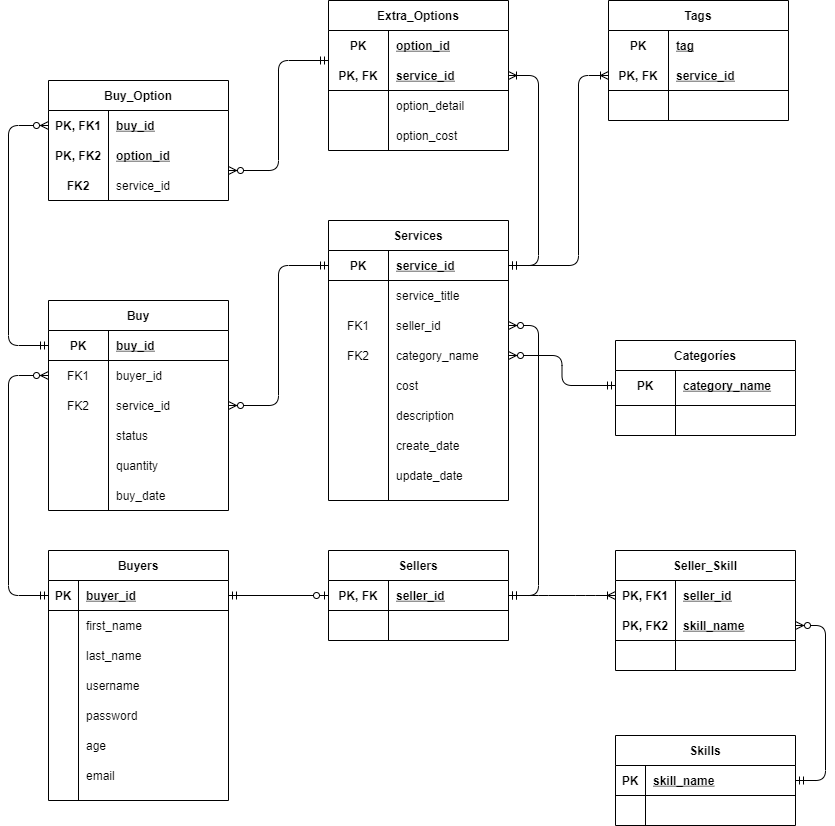 Extra_Options
PK option_id
PK, FK service_id
option_detail
option_cost
Tags
PK tag
PK, FK service_id
Buy_Option
PK, FK1 buy_id
PK, FK2 option_id
FK2 service_id
Services
PK service_id
service_title
FK1 seller_id
FK2 category_name
cost
description
create_date
update_date
Buy
PK buy_id
FK1 buyer_id
FK2 service_id
status
quantity
buy_date
Categories
PK category_name
Buyers
PK buyer_id
first_name
last_name
username
password
age
email
Sellers
PK, FK seller_id
Seller_Skill
PK, FK1 seller_id
PK, FK2 skill_name
Skills
PK skill_name